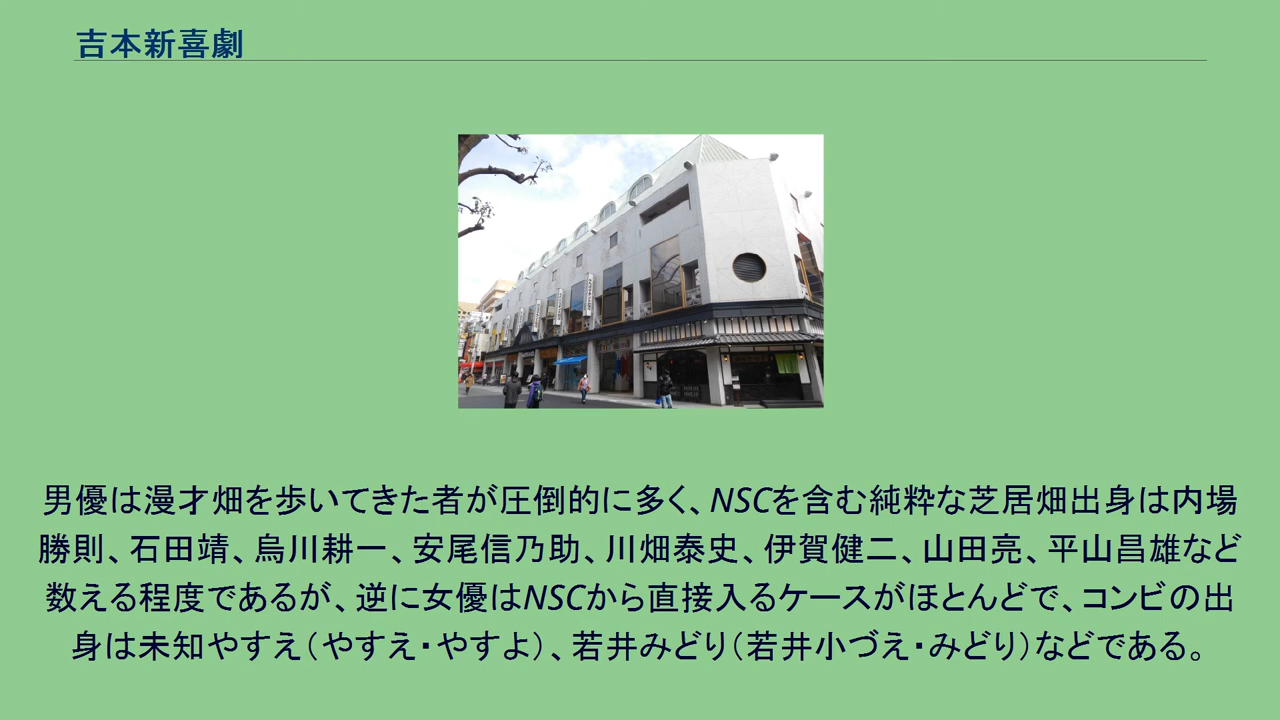 吉本新喜劇
男優は漫才畑を歩いてきた者が圧倒的に多く、NSCを含む純粋な芝居畑出身は内場
勝則、石田靖、烏川耕一、安尾信乃助、川畑泰史、伊賀健二、山田亮、平山昌雄など
数える程度であるが、逆に女優はNSCから直接入るケースがほとんどで、コンビの出
身は未知やすえ（やすえ・やすよ）、若井みどり（若井小づえ・みどり）などである。